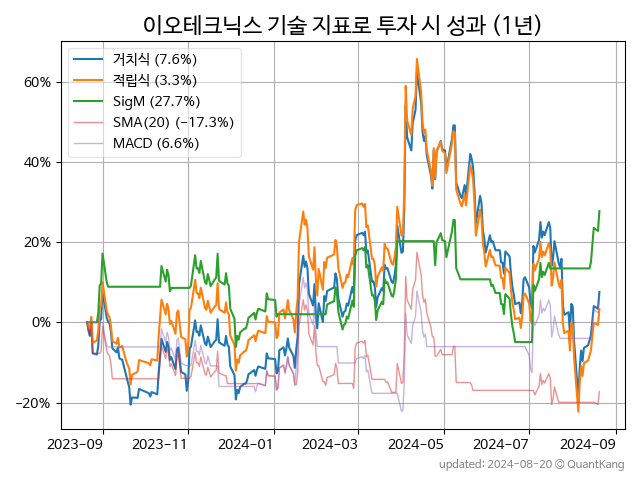 이오테크닉스 기술 지표로 투자 시 성과 (1년)
거치식 (7.6%)
적립식 (3.3%)
SigM (27.7%)
SMA(20) (−17.3%)
MACD (6.6%)
60%
40%
20%
0%
−20%
2023-09 2023-11 2024-01 2024-03 2024-05 2024-07 2024-09
updated: 2024-08-20 © QuantKang